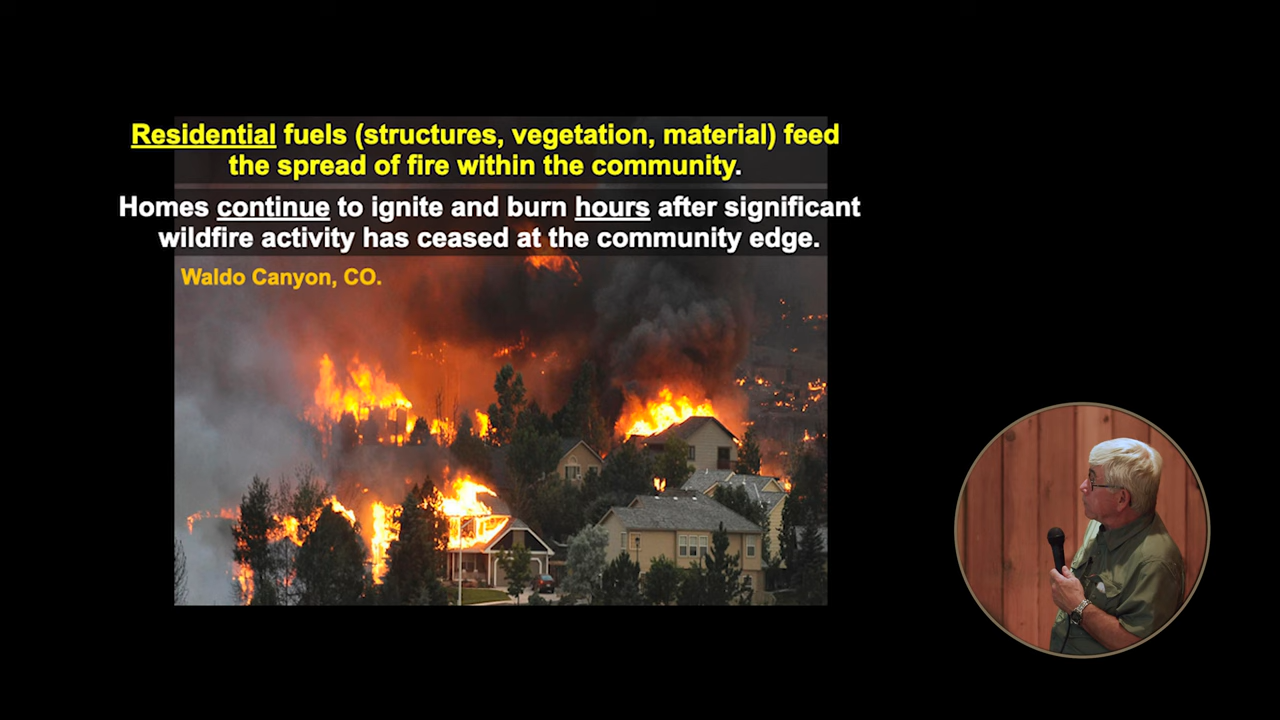 Residential fuels (structures, vegetation, material) feed
the spread of fire within the community.
Homes continue to ignite and burn hours after significant
wildfire activity has ceased at the community edge.
Waldo Canyon, CO.